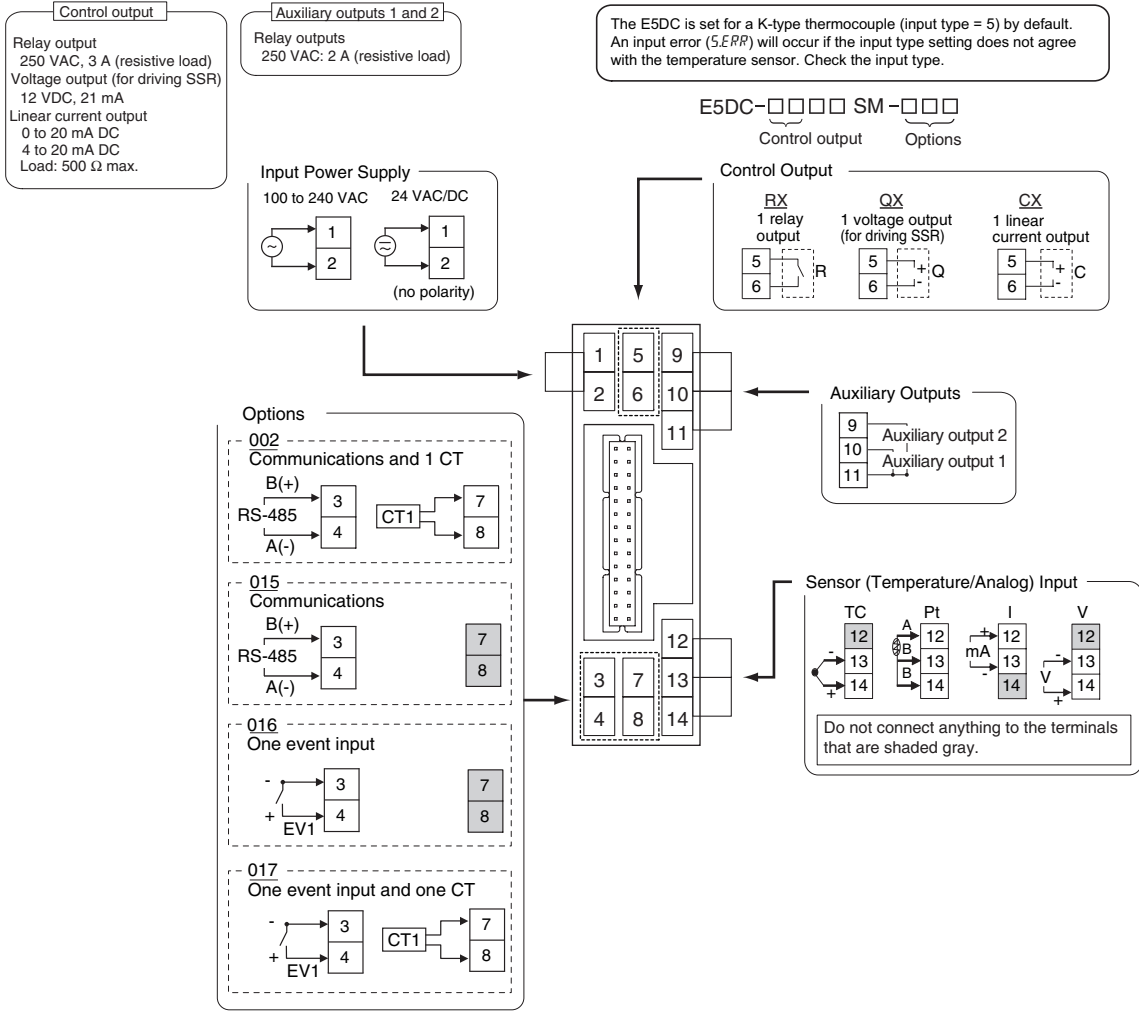 Control output
Relay output
250 VAC, 3 A (resistive load)
Voltage output (for driving SSR)
12 VDC, 21 mA
Linear current output
0 to 20 mA DC
4 to 20 mA DC
Load: 500 Ω max.
Auxiliary outputs 1 and 2
Relay outputs
250 VAC: 2 A (resistive load)
The E5DC is set for a K-type thermocouple (input type = 5) by default.
An input error (S.ERR) will occur if the input type setting does not agree
with the temperature sensor. Check the input type.
E5DC-□□□□ SM -□□□
Control output
Options
Input Power Supply
100 to 240 VAC
24 VAC/DC
1
2
1
2
(no polarity)
Control Output
RX
1 relay
output
5
6
R
QX
1 voltage output
(for driving SSR)
5
6
+
-
Q
CX
1 linear
current output
5
6
+
-
C
1 5 9
2 6 10
11
12
3 7 13
4 8 14
Auxiliary Outputs
9
10
11
Auxiliary output 2
Auxiliary output 1
Options
002
Communications and 1 CT
B(+)
RS-485
A(-)
3
4
CT1
7
8
015
Communications
B(+)
RS-485
A(-)
3
4
7
8
016
One event input
-
+
EV1
3
4
7
8
017
One event input and one CT
-
+
EV1
3
4
CT1
7
8
Sensor (Temperature/Analog) Input
TC
12
13
14
-
+
Pt
A
B
B
12
13
14
I
+
mA
-
12
13
14
V
-
V
+
12
13
14
Do not connect anything to the terminals
that are shaded gray.